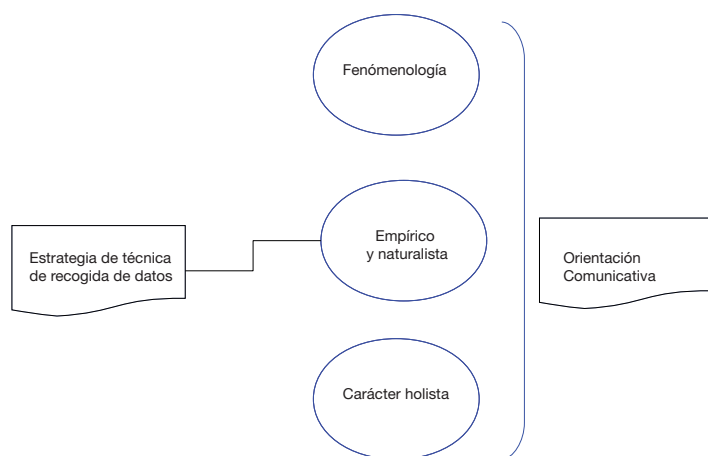 Fenómenología
Estrategia de técnica
de recogida de datos
Empírico
y naturalista
Orientación
Comunicativa
Carácter holista